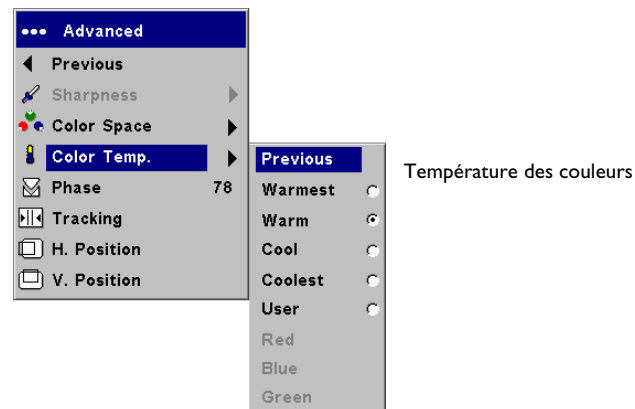 Advanced
Previous
Sharpness
Color Space
Color Temp.
Phase 78
Tracking
H. Position
V. Position
Previous
Warmest
Warm
Cool
Coolest
User
Red
Blue
Green
Température des couleurs